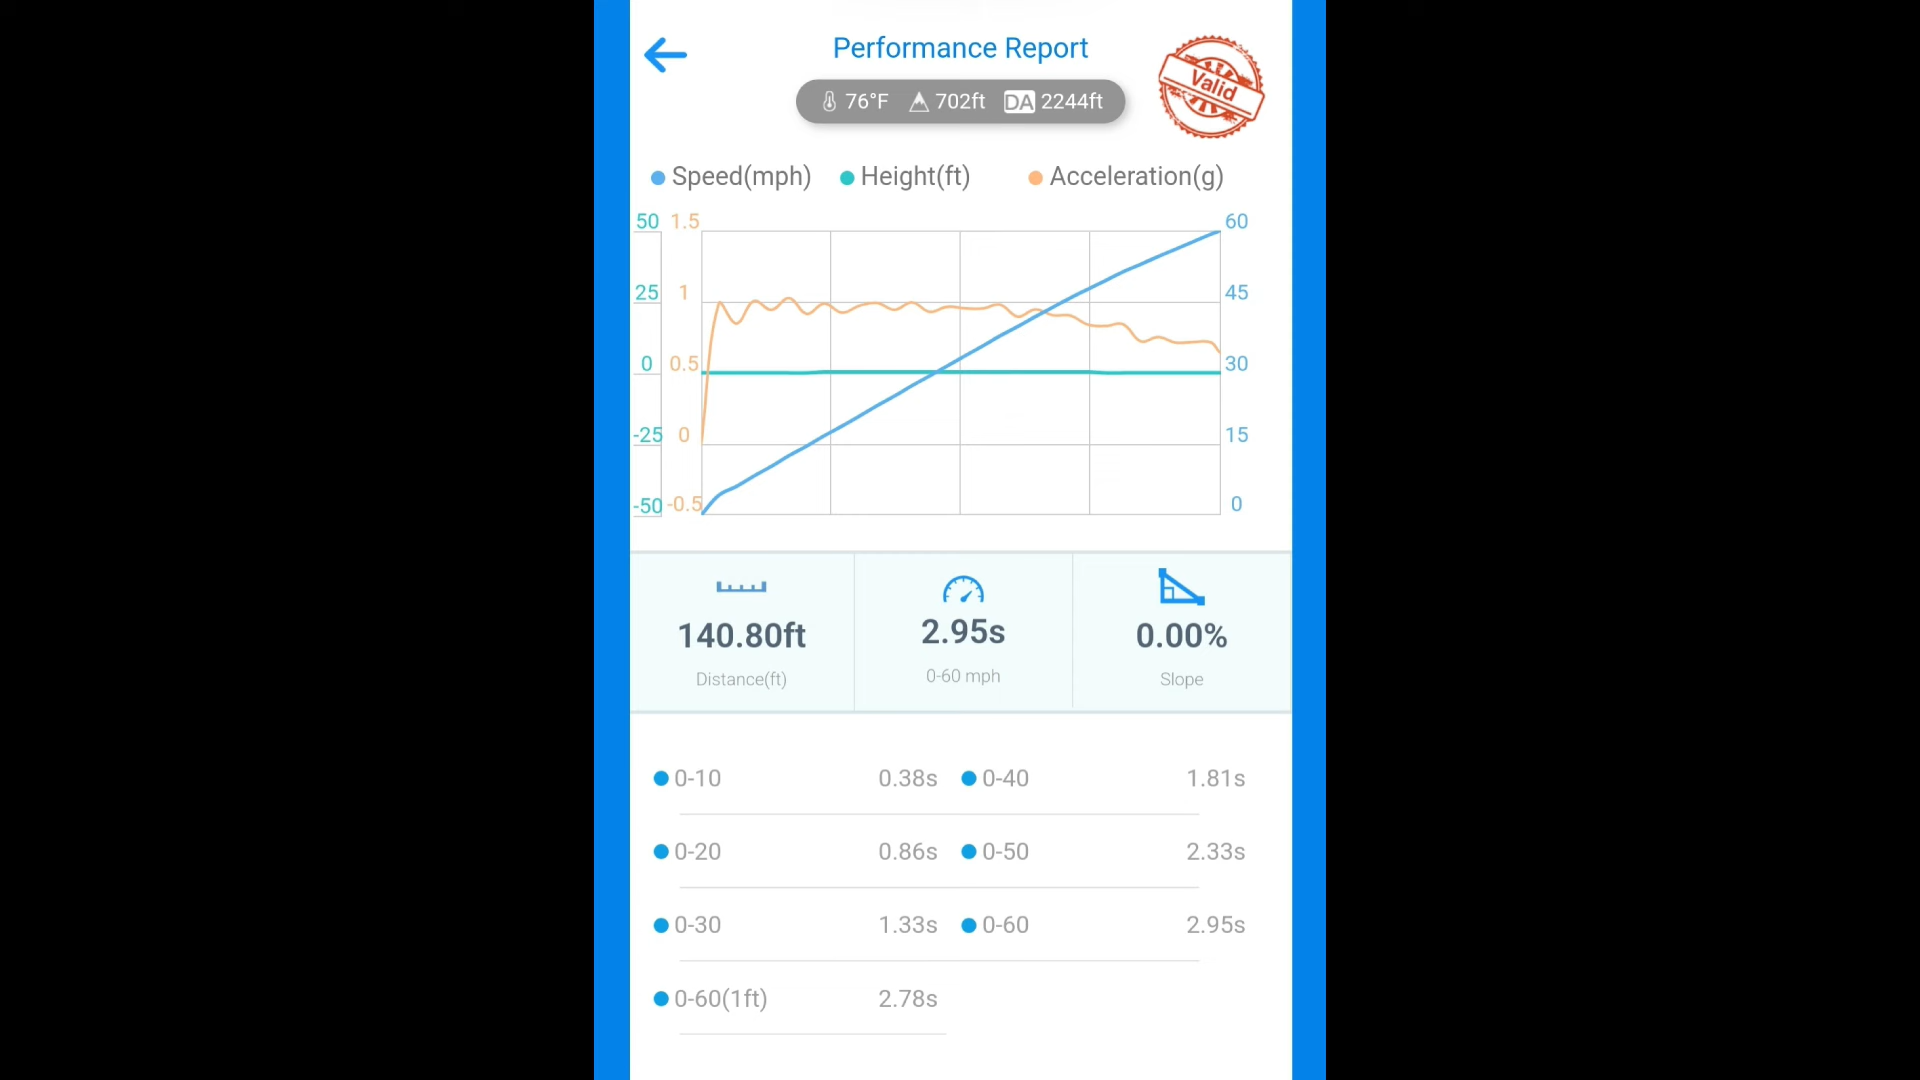 Performance Report
Valid
76°F 702ft DA 2244ft
Speed(mph) Height(ft) Acceleration(g)
50 1.5 60
25 1 45
0 0.5 30
-25 0 15
-50 -0.5 0
140.80ft 2.95s 0.00%
Distance(ft) 0-60 mph Slope
0-10 0.38s 0-40 1.81s
0-20 0.86s 0-50 2.33s
0-30 1.33s 0-60 2.95s
0-60(1ft) 2.78s